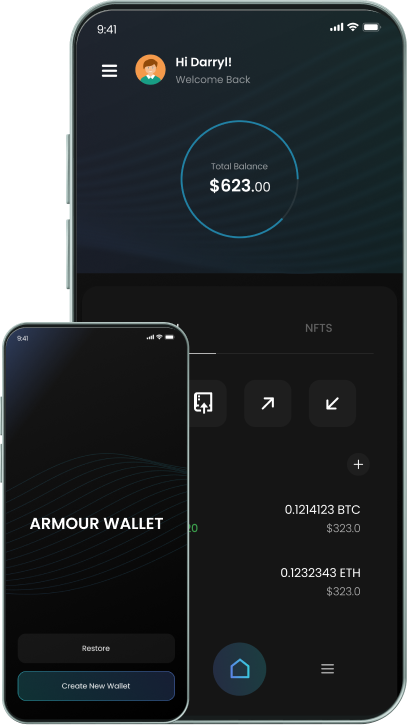 9:41
Hi Darryl!
Welcome Back
Total Balance
$623.00
NFTS
0.1214123 BTC
$323.0
0.1232343 ETH
$323.0
9:41
ARMOUR WALLET
Restore
Create New Wallet